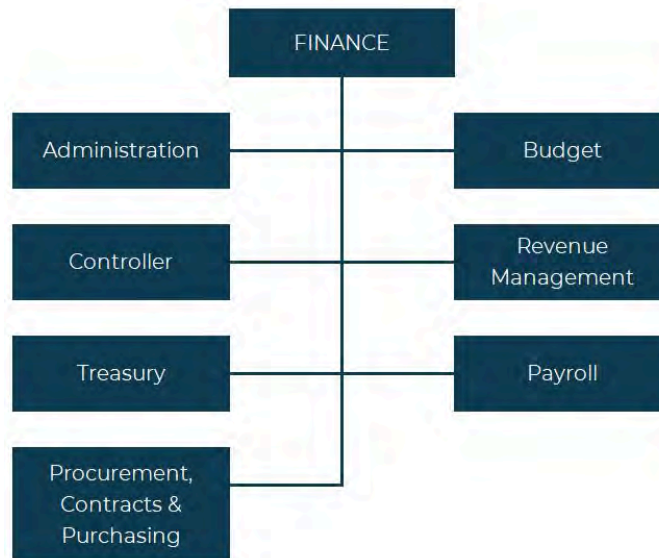 FINANCE
Administration
Budget
Controller
Revenue
Management
Treasury
Payroll
Procurement,
Contracts &
Purchasing